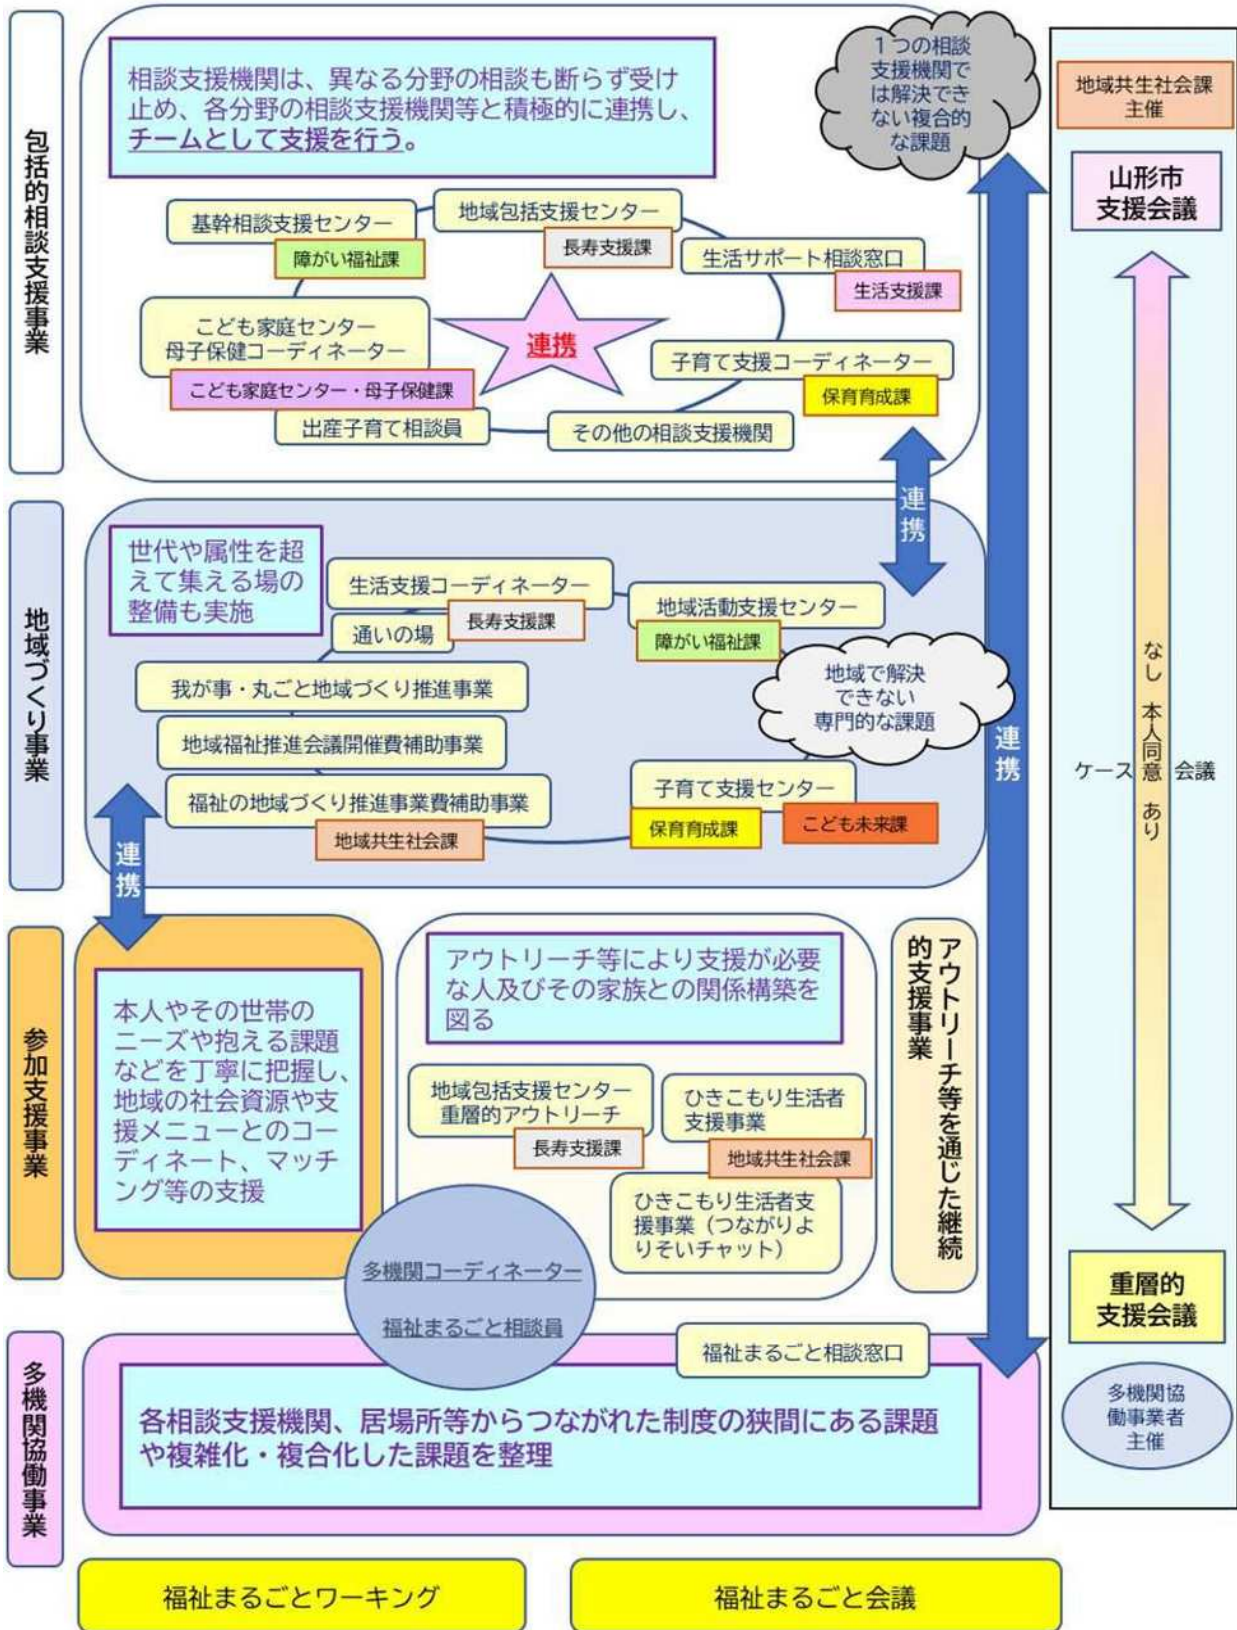 包括的相談支援事業
相談支援機関は、異なる分野の相談も断らず受け
止め、各分野の相談支援機関等と積極的に連携し、
チームとして支援を行う。
1つの相談
支援機関で
は解決でき
ない複合的
な課題
基幹相談支援センター
障がい福祉課
地域包括支援センター
長寿支援課
生活サポート相談窓口
生活支援課
こども家庭センター
母子保健コーディネーター
こども家庭センター・母子保健課
連携
子育て支援コーディネーター
保育育成課
出産子育て相談員
その他の相談支援機関
連携
地域づくり事業
世代や属性を超
えて集える場の
整備も実施
生活支援コーディネーター
長寿支援課
通いの場
地域活動支援センター
障がい福祉課
我が事・丸ごと地域づくり推進事業
地域で解決
できない
専門的な課題
地域福祉推進会議開催費補助事業
福祉の地域づくり推進事業費補助事業
地域共生社会課
子育て支援センター
保育育成課
こども未来課
連携
連携
参加支援事業
本人やその世帯の
ニーズや抱える課題
などを丁寧に把握し、
地域の社会資源や支
援メニューとのコー
ディネート、マッチ
ング等の支援
アウトリーチ等により支援が必要
な人及びその家族との関係構築を
図る
地域包括支援センター
重層的アウトリーチ
長寿支援課
ひきこもり生活者
支援事業
地域共生社会課
ひきこもり生活者支
援事業(つながりよ
りそいチャット)
アウトリーチ等を通じた継続
的支援事業
多機関コーディネーター
福祉まるごと相談員
多機関協働事業
福祉まるごと相談窓口
各相談支援機関、居場所等からつながれた制度の狭間にある課題
や複雑化・複合化した課題を整理
福祉まるごとワーキング
福祉まるごと会議
地域共生社会課
主催
山形市
支援会議
なし 本人同意 あり
ケース会議
重層的
支援会議
多機関協
働事業者
主催